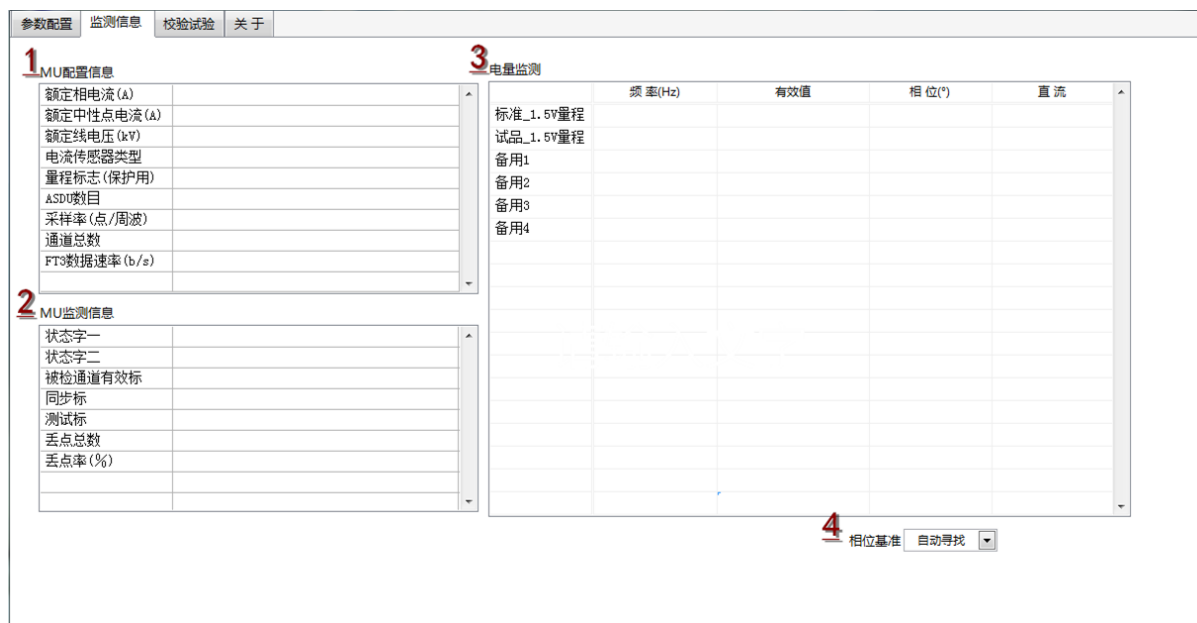 参数配置 监测信息 校验试验 关于
1 MU配置信息
额定相电流(A)
额定中性点电流(A)
额定线电压(kV)
电流传感器类型
量程标志(保护用)
ASDU数目
采样率(点/周波)
通道总数
FT3数据速率(b/s)
2 MU监测信息
状态字一
状态字二
被检通道有效标
同步标
测试标
丢点总数
丢点率(%)
3 电量监测
频率(Hz) 有效值 相位(°) 直流
标准_1.5V量程
试品_1.5V量程
备用1
备用2
备用3
备用4
4 相位基准 自动寻找